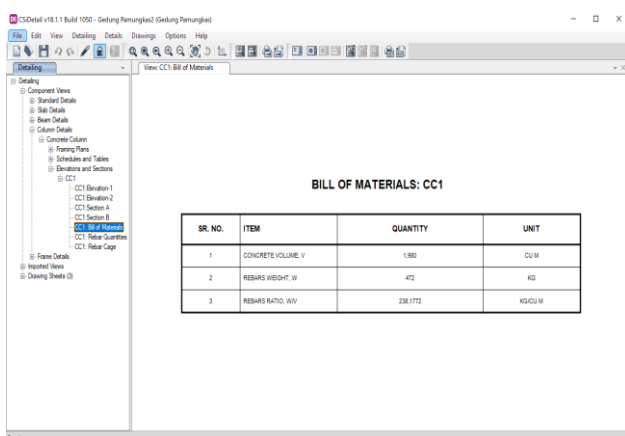 CSiDetail v18.1.1 Build 1050 - Gedung Pamungkas2 (Gedung Pamungkas)
File Edit View Detailing Details Drawings Options Help
Detailing
View: CC1: Bill of Materials
Detailing
Component Views
Standard Details
Slab Details
Beam Details
Column Details
Concrete Column
Framing Plans
Schedules and Tables
Elevations and Sections
CC1
CC1:Elevation-1
CC1:Elevation-2
CC1:Section A
CC1:Section B
CC1: Bill of Materials
CC1: Rebar Quantities
CC1: Rebar Cage
Frame Details
Imported Views
Drawing Sheets (3)
BILL OF MATERIALS: CC1
SR. NO. ITEM QUANTITY UNIT
1 CONCRETE VOLUME, V 1,980 CU M
2 REBARS WEIGHT, W 472 KG
3 REBARS RATIO, W/V 238,1772 KG/CU M